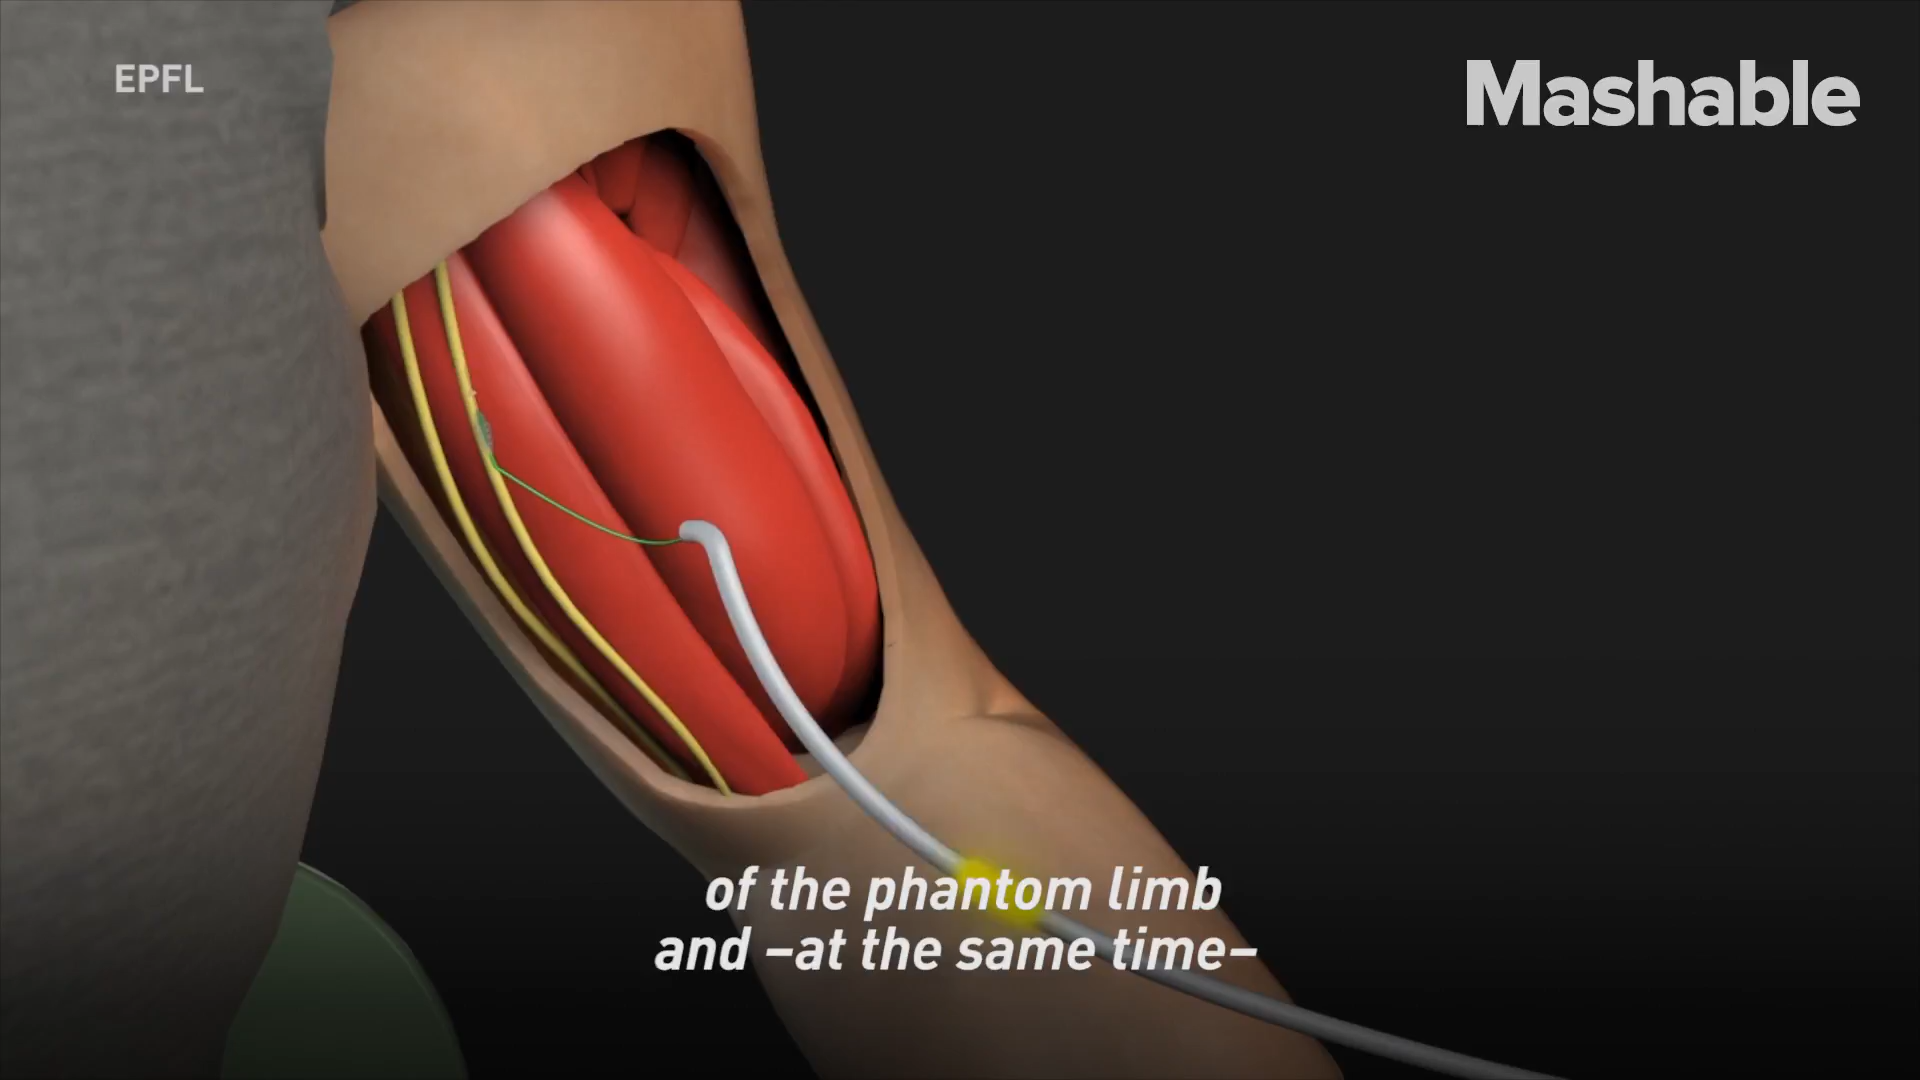 EPFL
Mashable
of the phantom limb
and –at the same time–